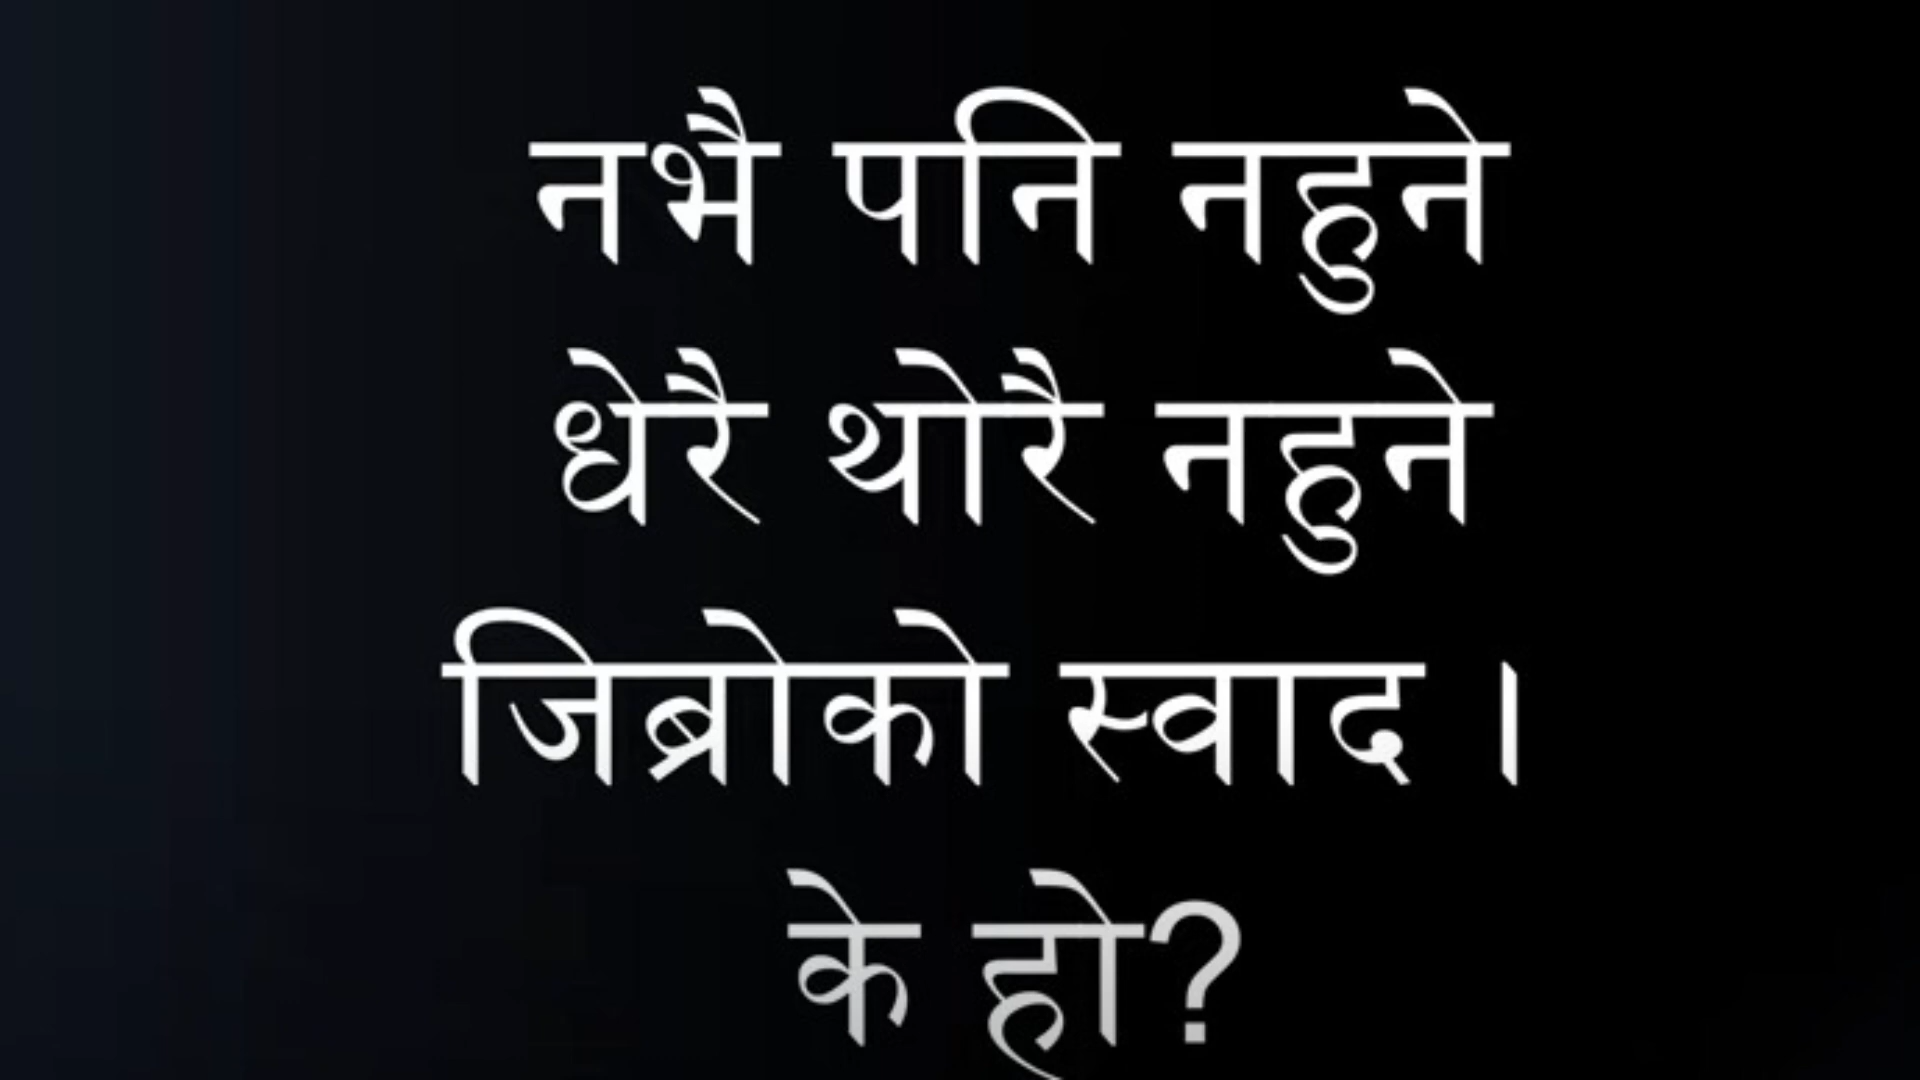 नभै पनि नहुने
धेरै थोरै नहुने
जिब्रोको स्वाद ।
के हो?